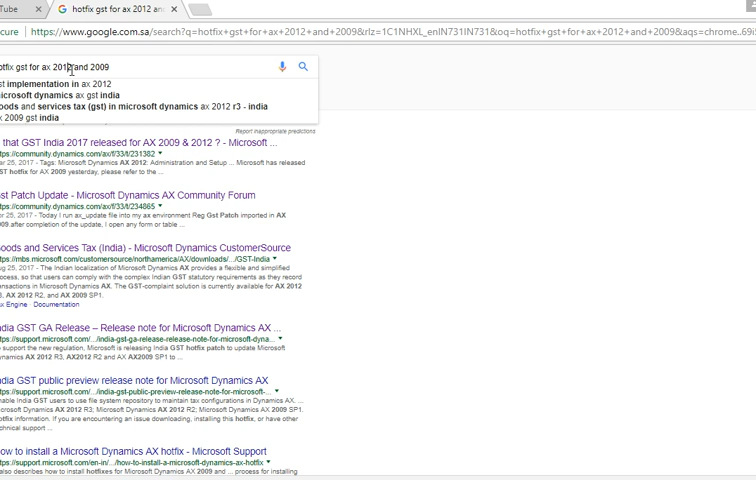 Tube
hotfix gst for ax 2012 and
cure https://www.google.com.sa/search?q=hotfix+gst+for+ax+2012+and+2009&rlz=1C1NHXL_enIN731IN731&oq=hotfix+gst+for+ax+2012+and+2009&aqs=chrome..69i5
otfix gst for ax 2012 and 2009
st implementation in ax 2012
icrosoft dynamics ax gst india
oods and services tax (gst) in microsoft dynamics ax 2012 r3 - india
x 2009 gst india
Report inappropriate predictions
that GST India 2017 released for AX 2009 & 2012 ? - Microsoft ...
tps://community.dynamics.com/ax/f/33/t/231382
ar 25, 2017 - Tags: Microsoft Dynamics AX 2012: Administration and Setup ... Microsoft has released
ST hotfix for AX 2009 yesterday, please refer to the ...
st Patch Update - Microsoft Dynamics AX Community Forum
tps://community.dynamics.com/ax/f/33/t/234865
pr 25, 2017 - Today I run ax_update file into my ax environment Reg Gst Patch imported in AX
009.after completion of the update, I open any form or table ...
oods and Services Tax (India) - Microsoft Dynamics CustomerSource
tps://mbs.microsoft.com/customersource/northamerica/AX/downloads/.../GST-India
ug 25, 2017 - The Indian localization of Microsoft Dynamics AX provides a flexible and simplified
ocess, so that users can comply with the complex Indian GST statutory requirements as they record
ansactions in Microsoft Dynamics AX. The GST-complaint solution is currently available for AX 2012
3, AX 2012 R2, and AX 2009 SP1.
ax Engine · Documentation
ndia GST GA Release – Release note for Microsoft Dynamics AX ...
tps://support.microsoft.com/.../india-gst-ga-release-release-note-for-microsoft-dyna...
o support the new regulation, Microsoft is releasing India GST hotfix patch to update Microsoft
ynamics AX 2012 R3, AX2012 R2 and AX AX2009 SP1 to ...
ndia GST public preview release note for Microsoft Dynamics AX
tps://support.microsoft.com/.../india-gst-public-preview-release-note-for-microsoft-...
nable India GST users to use file system repository to maintain tax configurations in Dynamics AX. ...
icrosoft Dynamics AX 2012 R3; Microsoft Dynamics AX 2012 R2; Microsoft Dynamics AX 2009 SP1.
otfix information. If you are encountering an issue downloading, installing this hotfix, or have other
chnical support ...
ow to install a Microsoft Dynamics AX hotfix - Microsoft Support
tps://support.microsoft.com/en-in/.../how-to-install-a-microsoft-dynamics-ax-hotfix
lso describes how to install hotfixes for Microsoft Dynamics AX 2009 and ... process for installing